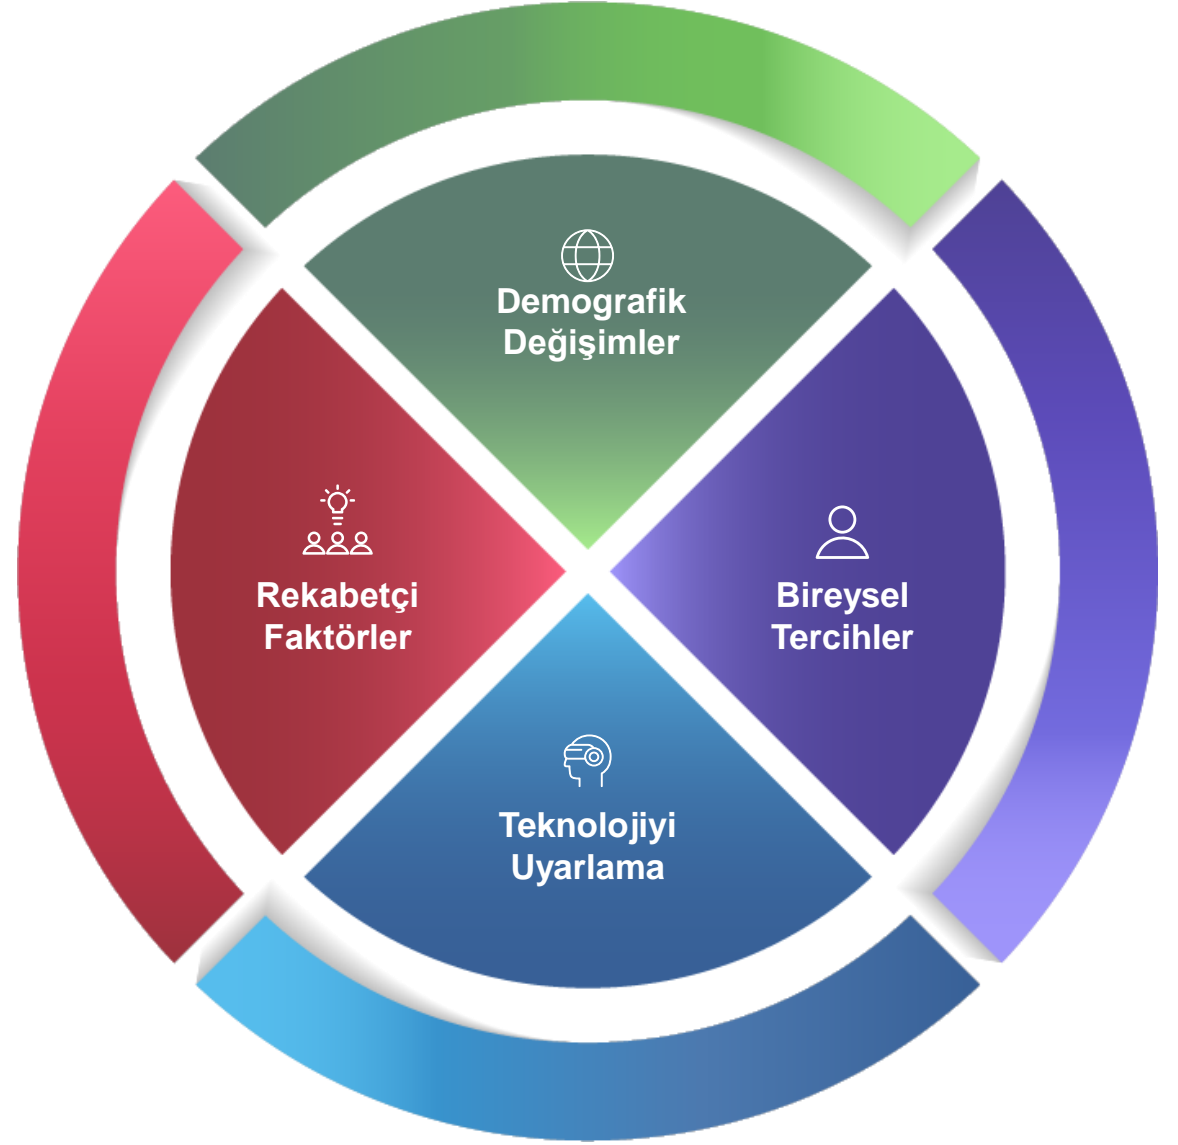 Demografik
Değişimler
Rekabetçi
Faktörler
Bireysel
Tercihler
Teknolojiyi
Uyarlama